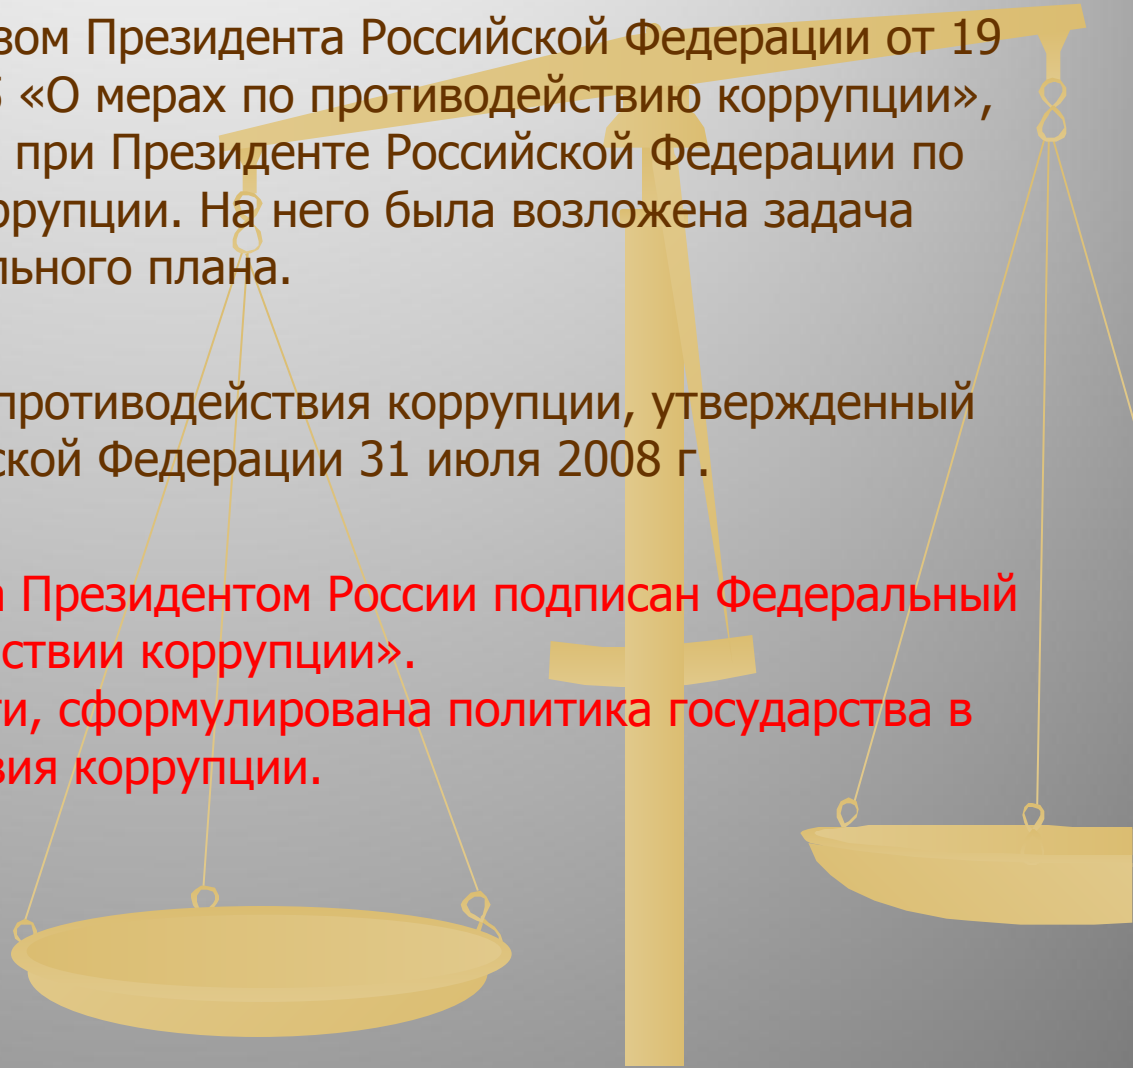 вом Президента Российской Федерации от 19
«О мерах по противодействию коррупции»,
при Президенте Российской Федерации по
оррупции. На него была возложена задача
льного плана.
противодействия коррупции, утвержденный
ской Федерации 31 июля 2008 г.
а Президентом России подписан Федеральный
ствии коррупции».
ти, сформулирована политика государства в
вия коррупции.